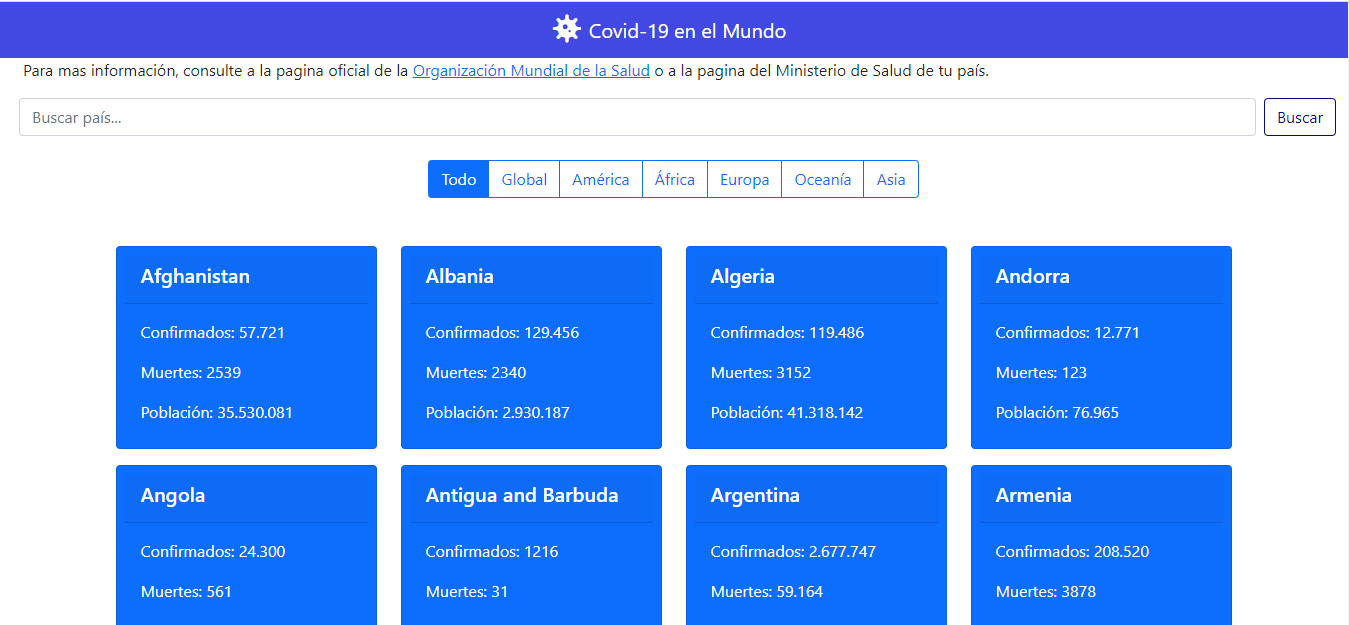 Covid-19 en el Mundo
Para mas información, consulte a la pagina oficial de la Organización Mundial de la Salud o a la pagina del Ministerio de Salud de tu país.
Buscar país... Buscar
Todo Global América África Europa Oceanía Asia
Afghanistan
Confirmados: 57.721
Muertes: 2539
Población: 35.530.081
Albania
Confirmados: 129.456
Muertes: 2340
Población: 2.930.187
Algeria
Confirmados: 119.486
Muertes: 3152
Población: 41.318.142
Andorra
Confirmados: 12.771
Muertes: 123
Población: 76.965
Angola
Confirmados: 24.300
Muertes: 561
Antigua and Barbuda
Confirmados: 1216
Muertes: 31
Argentina
Confirmados: 2.677.747
Muertes: 59.164
Armenia
Confirmados: 208.520
Muertes: 3878